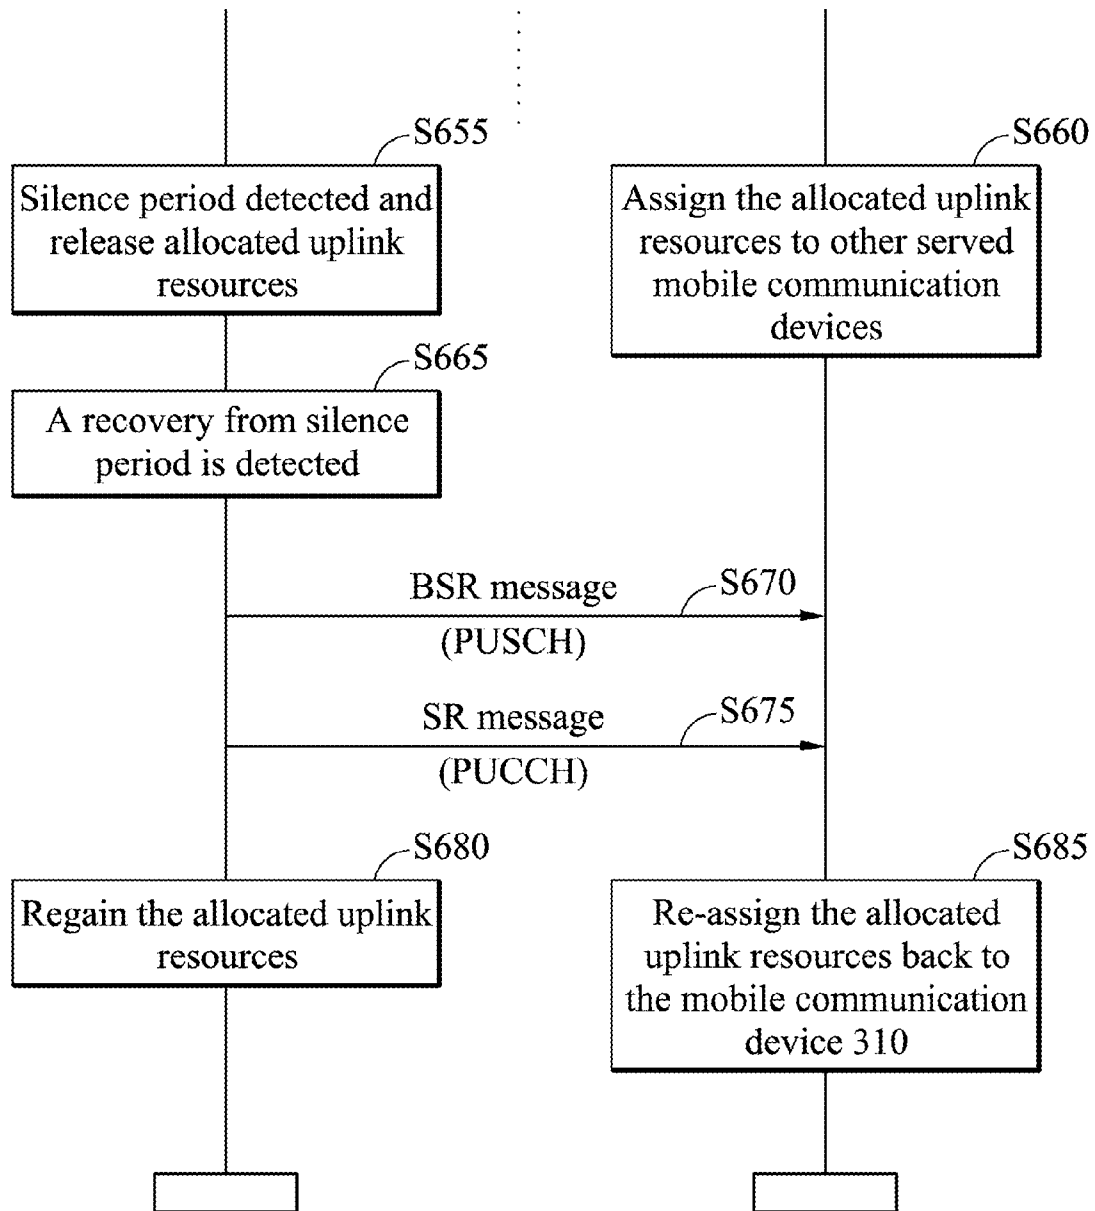 S655
Silence period detected and
release allocated uplink
resources
S660
Assign the allocated uplink
resources to other served
mobile communication
devices
S665
A recovery from silence
period is detected
BSR message
S670
(PUSCH)
SR message
S675
(PUCCH)
S680
Regain the allocated uplink
resources
S685
Re-assign the allocated
uplink resources back to
the mobile communication
device 310